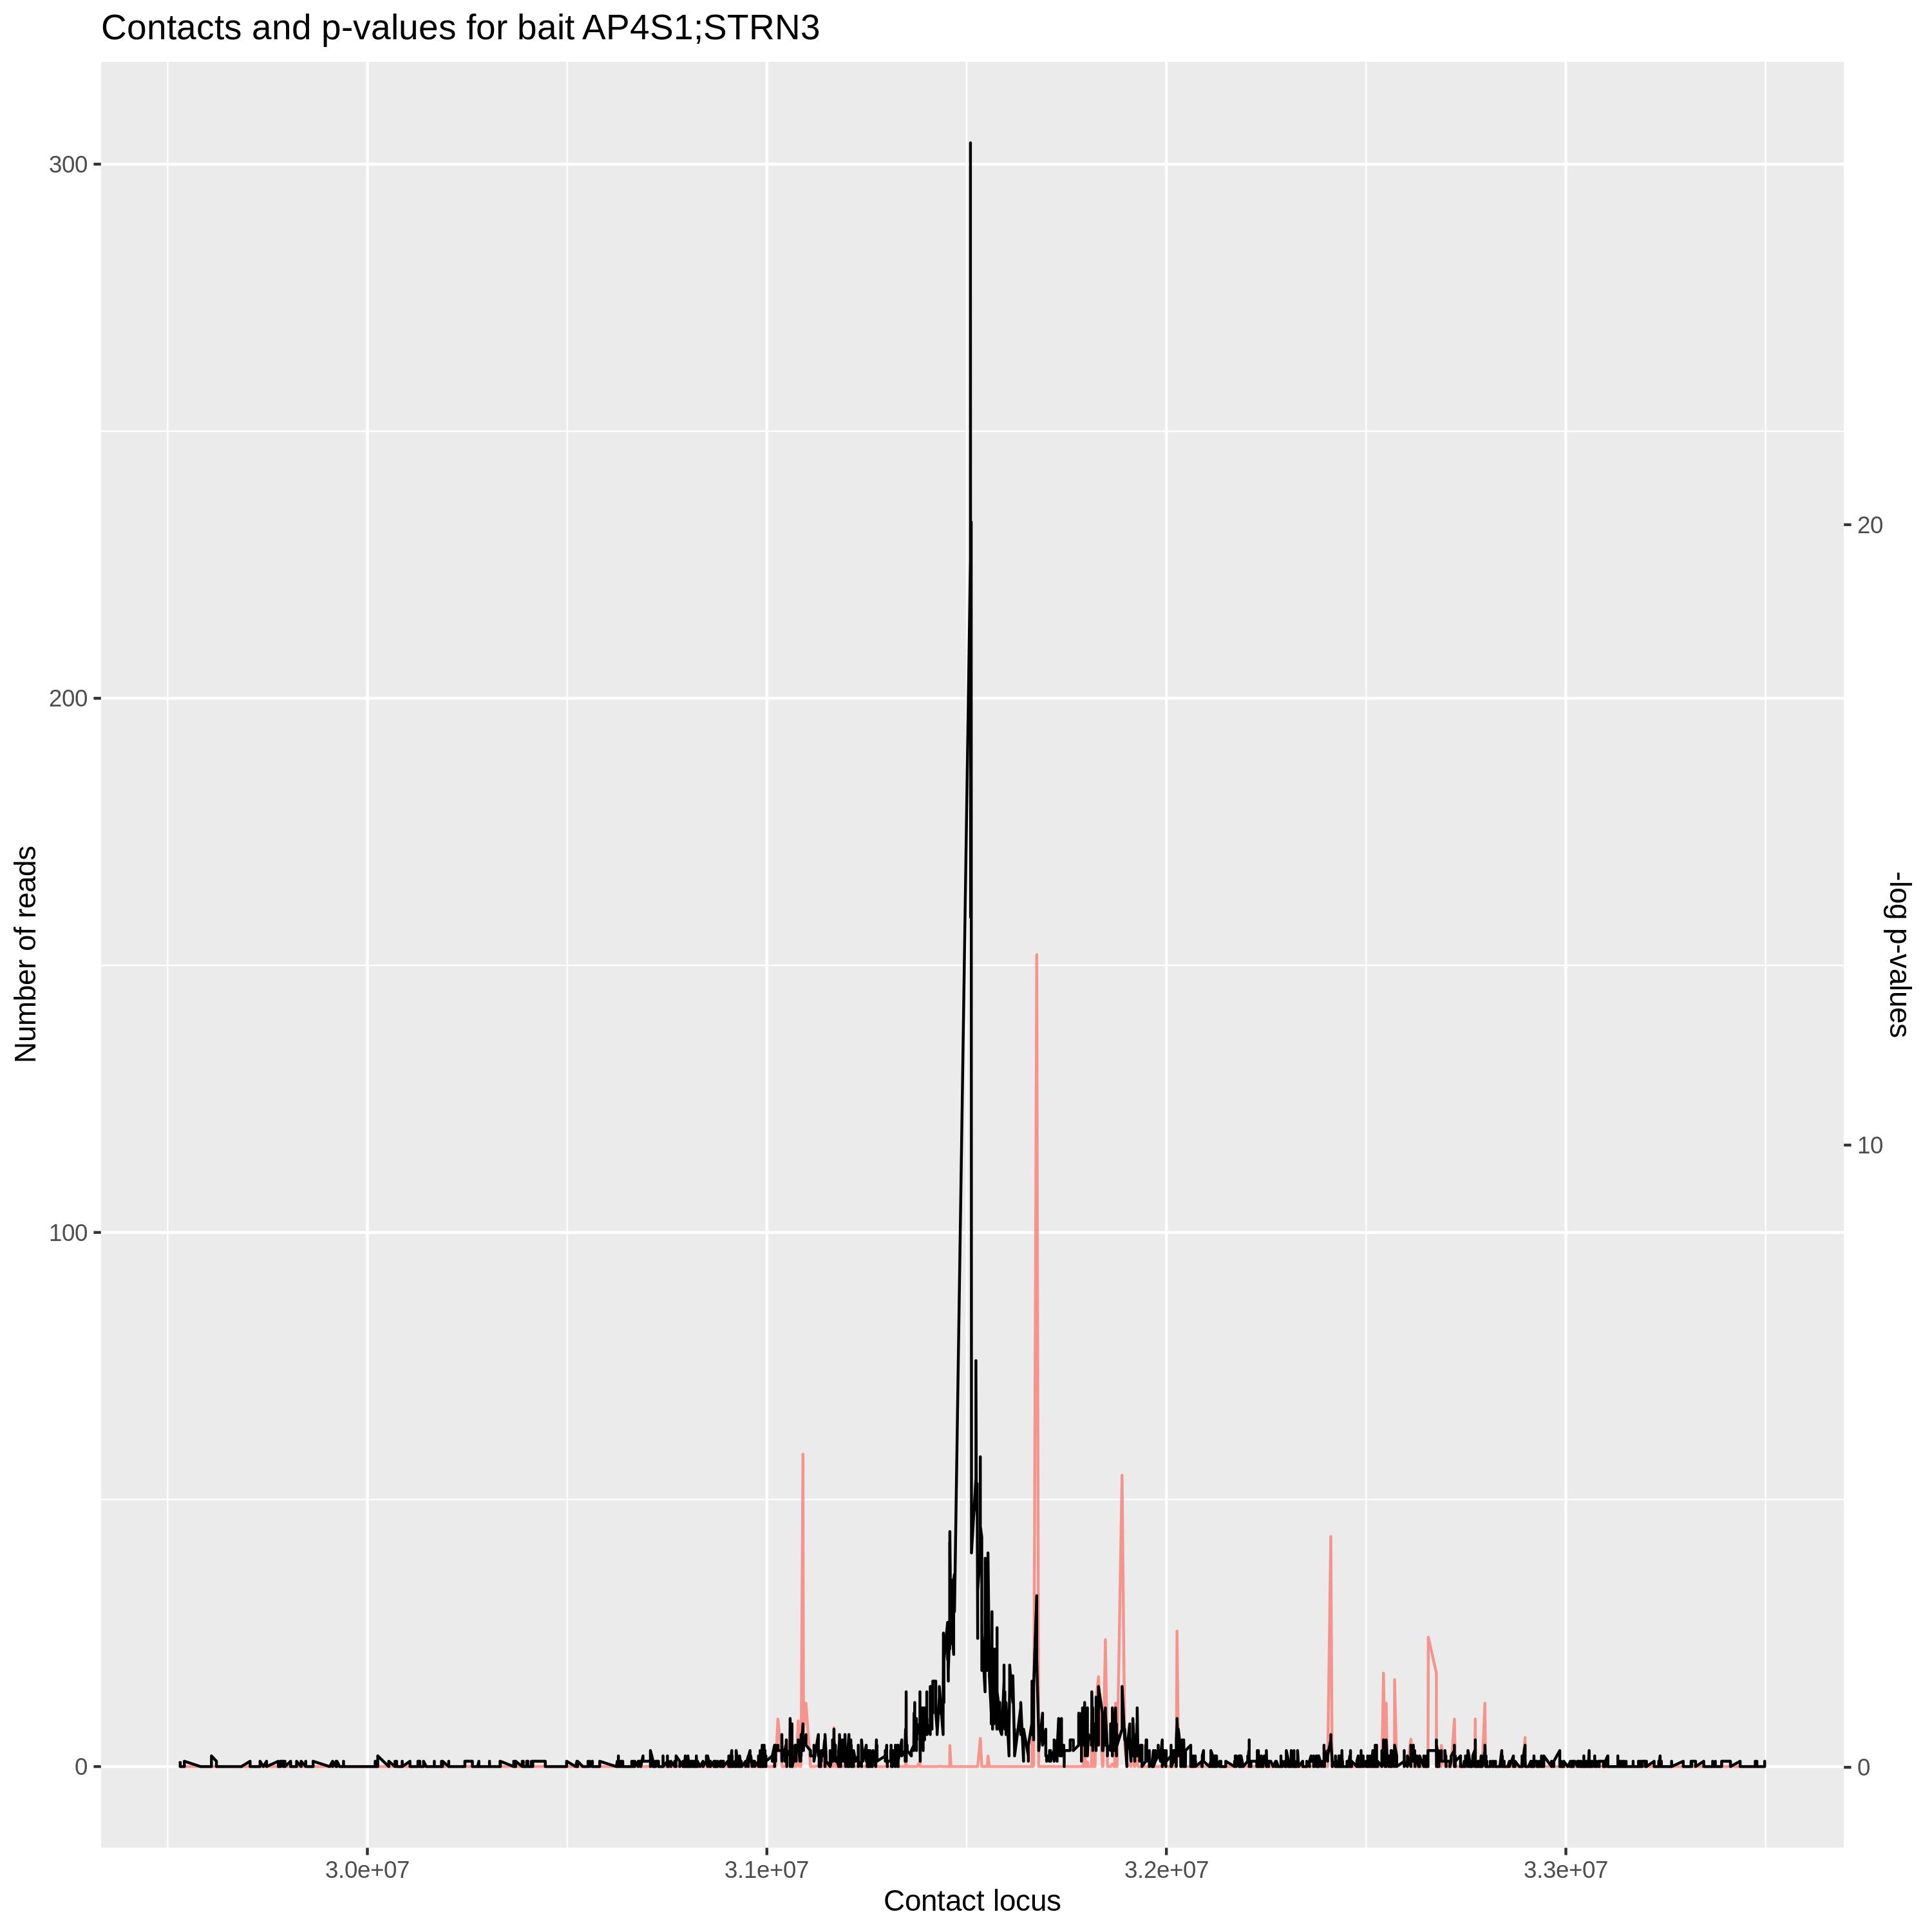 Contacts and p-values for bait AP4S1;STRN3
300
200
100
0
Number of reads
20
10
0
-log p-values
3.0e+07
3.1e+07
3.2e+07
3.3e+07
Contact locus